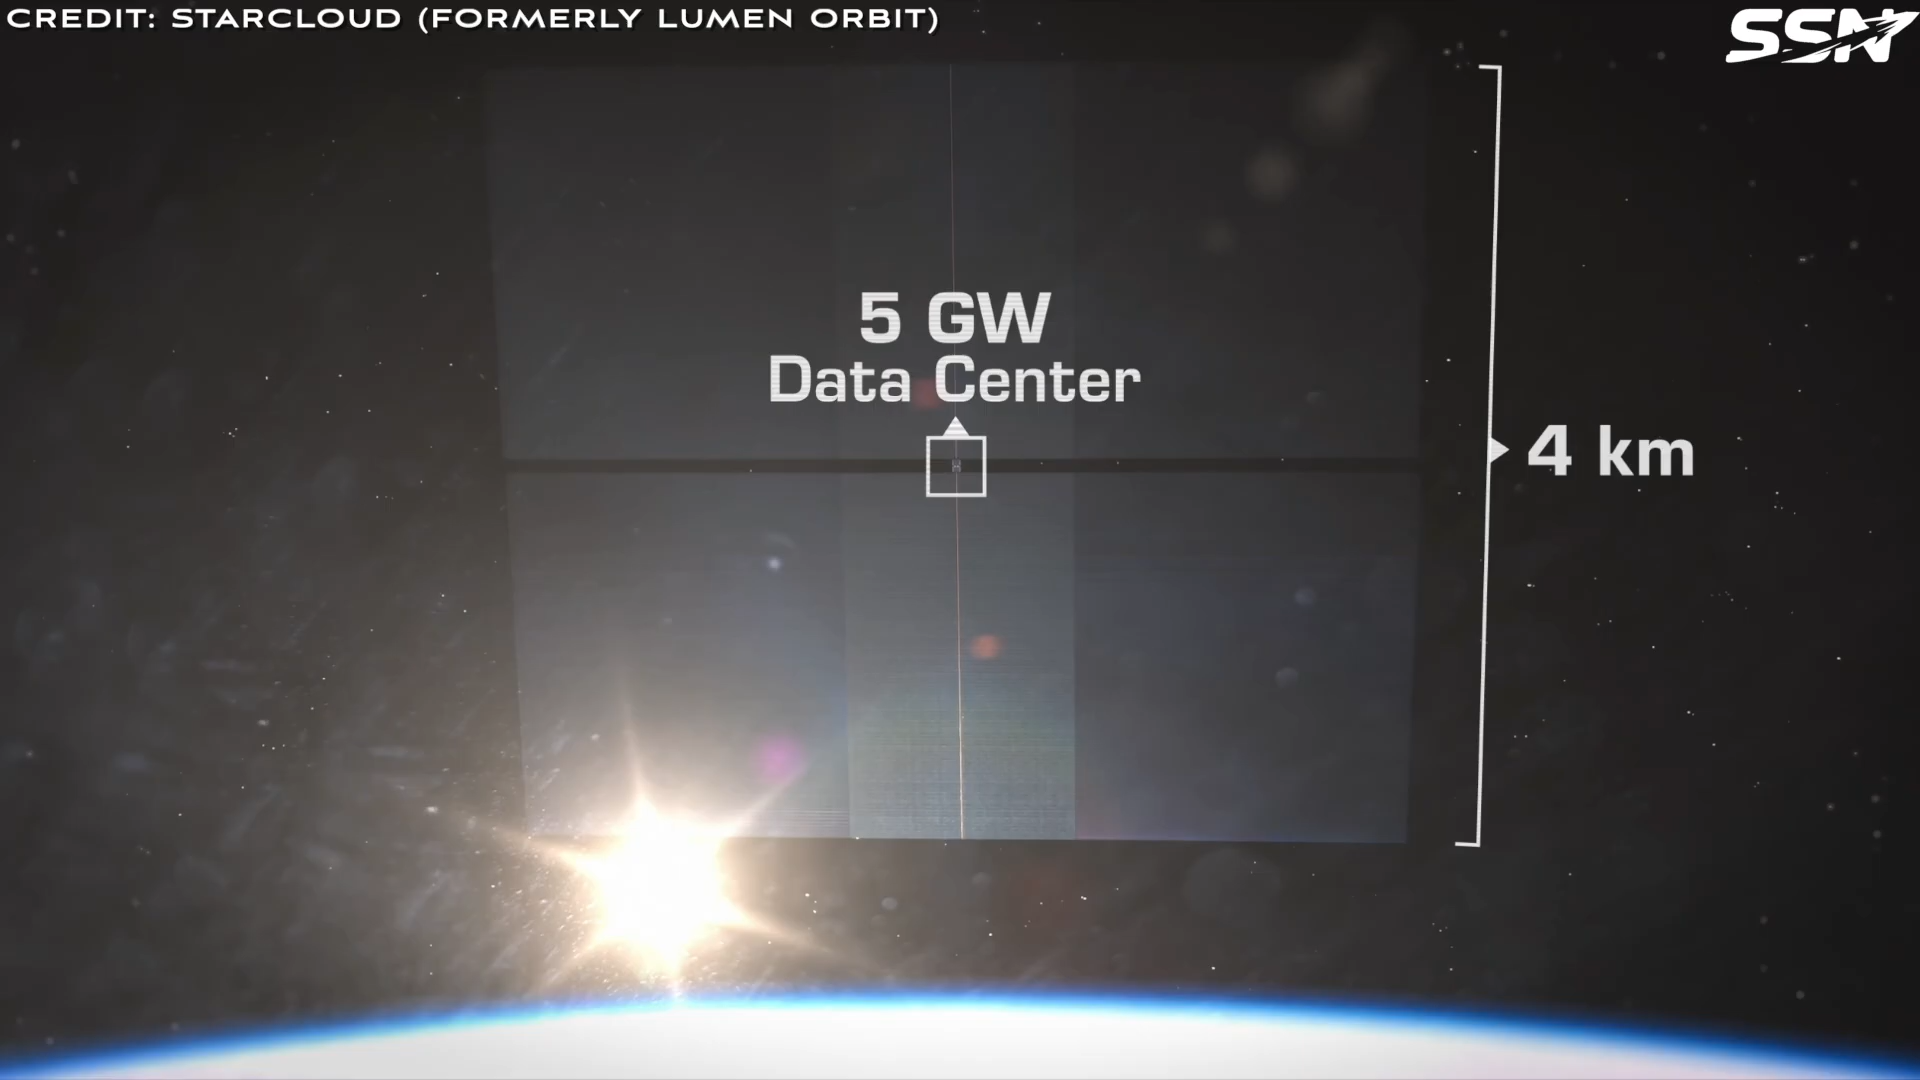 CREDIT: STARCLOUD (FORMERLY LUMEN ORBIT)
SSN
5 GW
Data Center
4 km